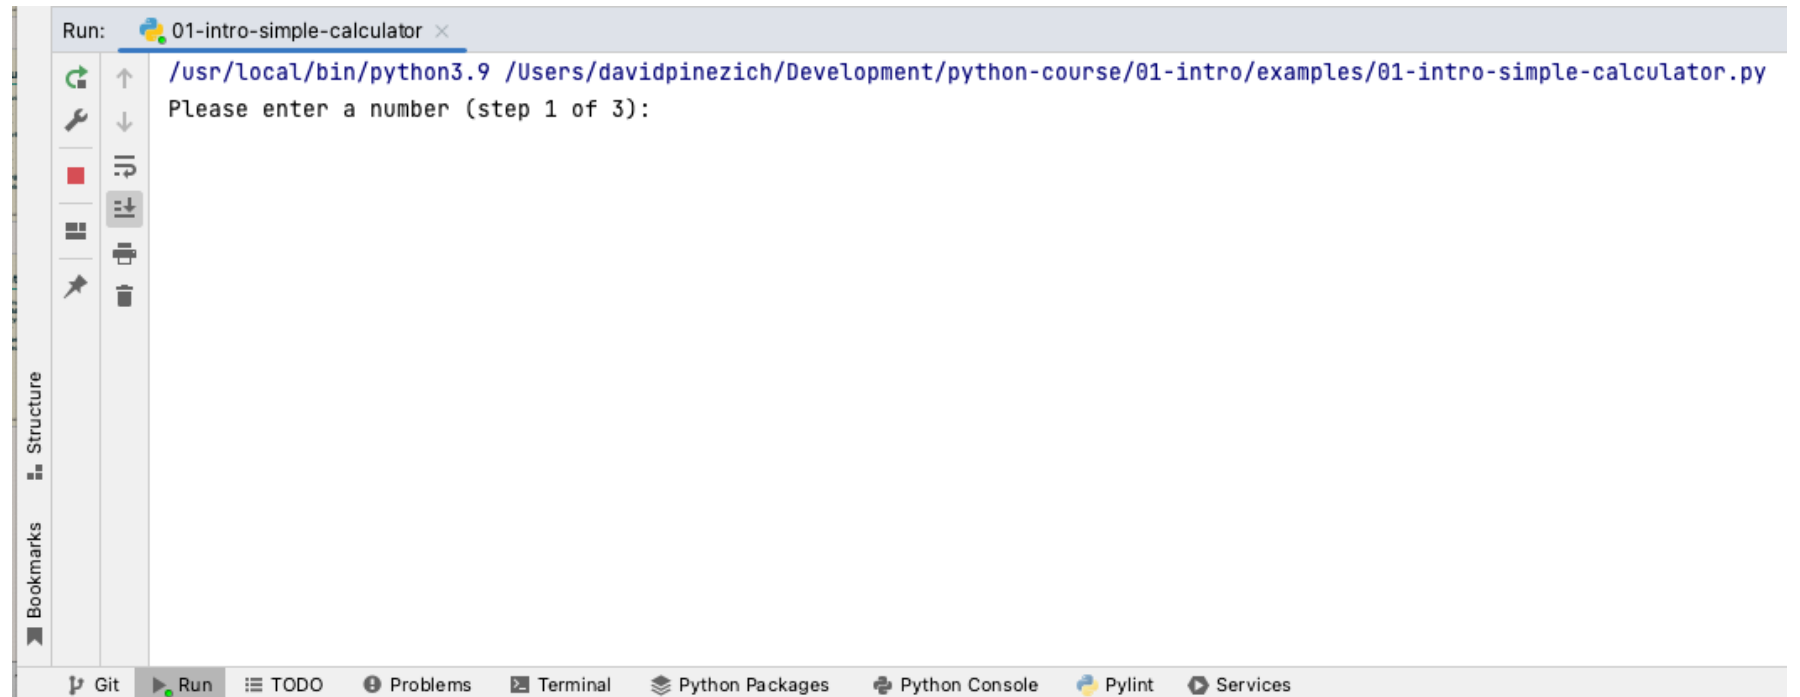 Run: 01-intro-simple-calculator
/usr/local/bin/python3.9 /Users/davidpinezich/Development/python-course/01-intro/examples/01-intro-simple-calculator.py
Please enter a number (step 1 of 3):
Structure
Bookmarks
Git Run TODO Problems Terminal Python Packages Python Console Pylint Services